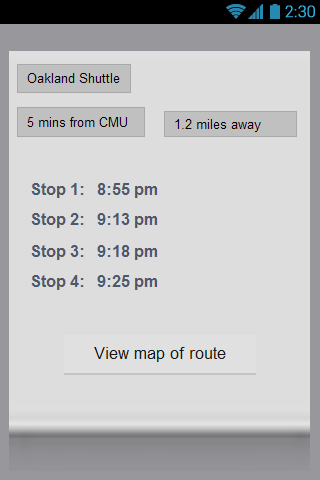 2:30
Oakland Shuttle
5 mins from CMU
1.2 miles away
Stop 1: 8:55 pm
Stop 2: 9:13 pm
Stop 3: 9:18 pm
Stop 4: 9:25 pm
View map of route